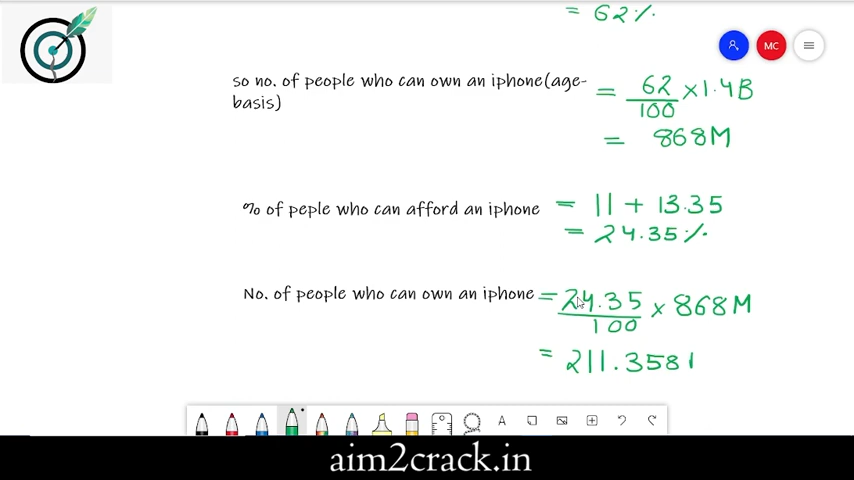 = 62%
MC
so no. of people who can own an iphone(age-
basis)
= 62/100 ×1.4B
= 868M
% of peple who can afford an iphone
= 11 + 13.35
= 24.35%
No. of people who can own an iphone
= 24.35/100 × 868M
= 211.358
A
aim2crack.in